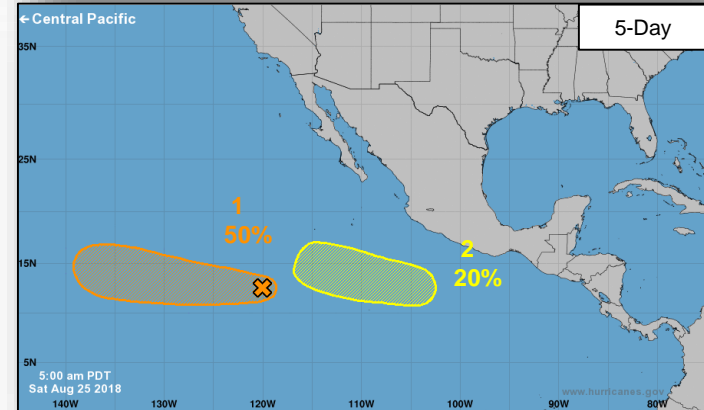 ← Central Pacific
5-Day
35N
25N
1
50%
2
20%
15N
5N
5:00 am PDT
Sat Aug 25 2018
www.hurricanes.gov
140W 130W 120W 110W 100W 90W 80W